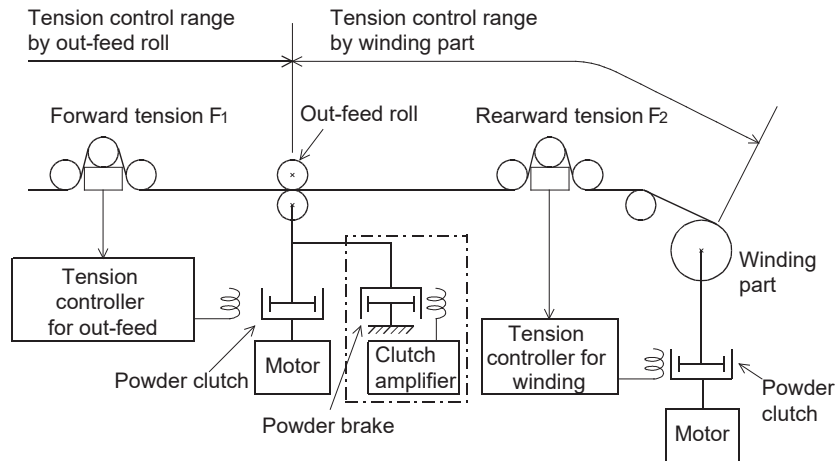 Tension control range
by out-feed roll
Tension control range
by winding part
Forward tension F1
Out-feed roll
Rearward tension F2
Tension
controller
for out-feed
Powder clutch
Motor
Powder brake
Clutch
amplifier
Tension
controller for
winding
Winding
part
Powder
clutch
Motor